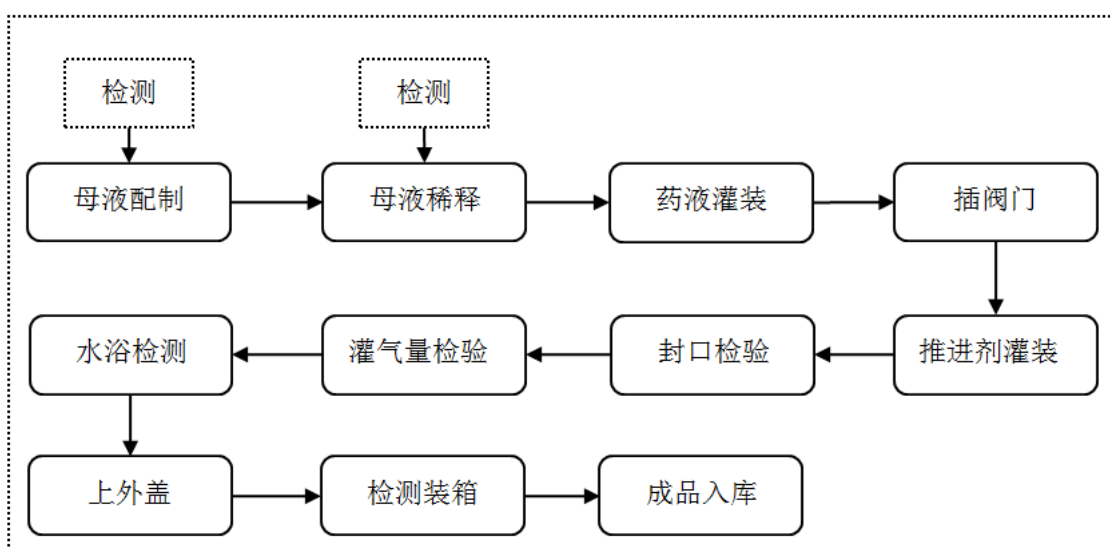 检测
检测
母液配制
母液稀释
药液灌装
插阀门
水浴检测
灌气量检验
封口检验
推进剂灌装
上外盖
检测装箱
成品入库